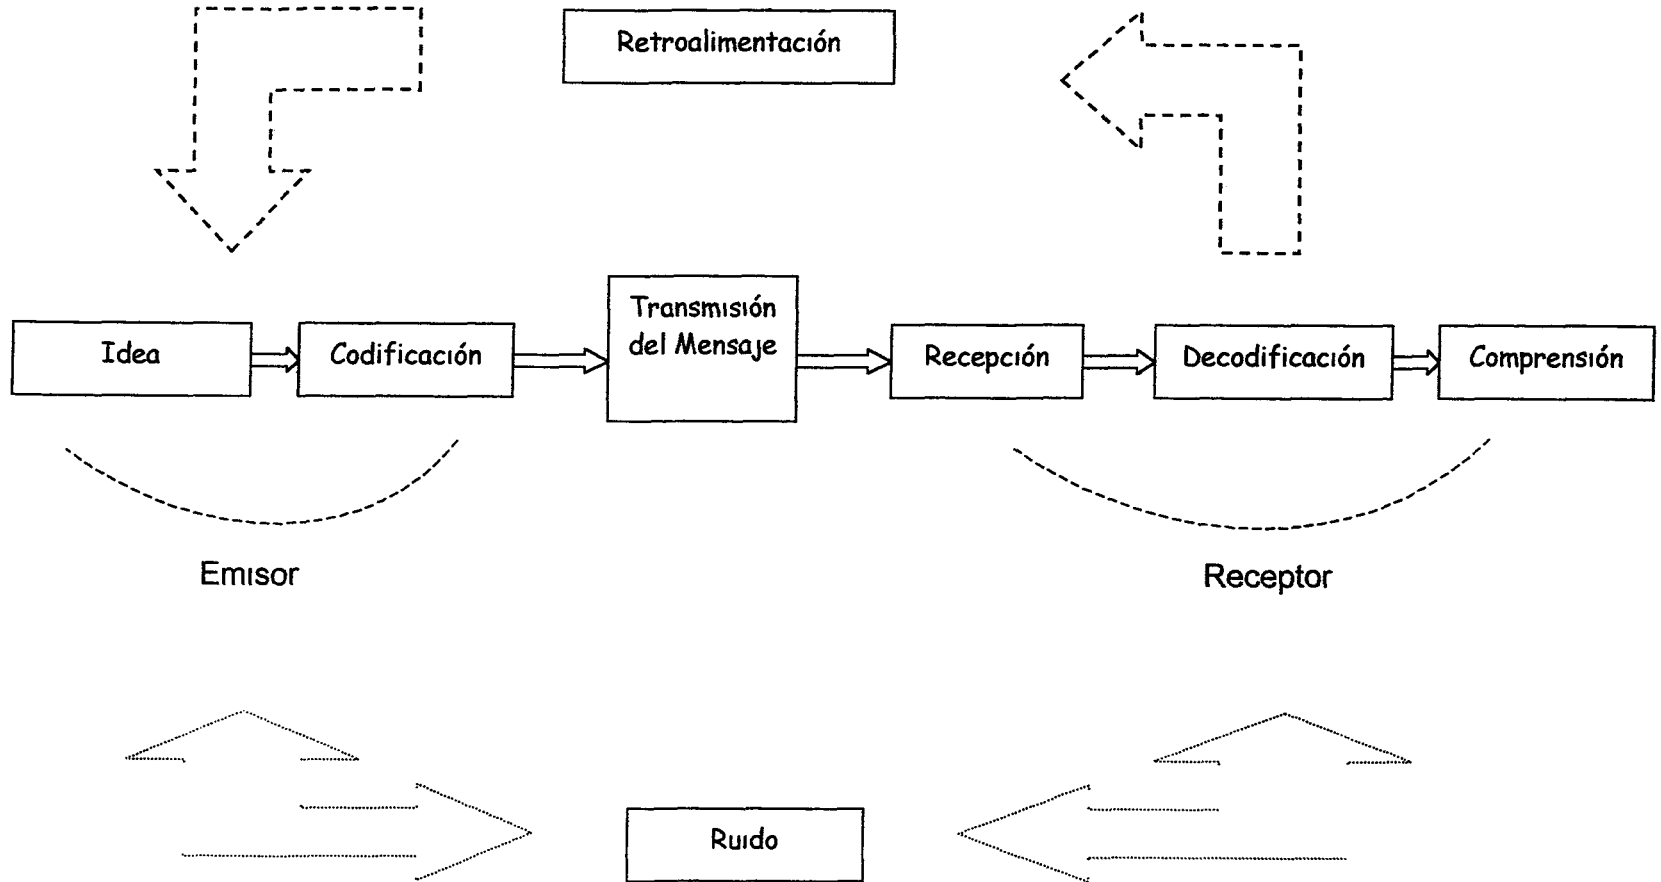 Retroalimentación
Idea
Codificación
Transmisión
del Mensaje
Recepción
Decodificación
Comprensión
Emisor
Receptor
Ruido